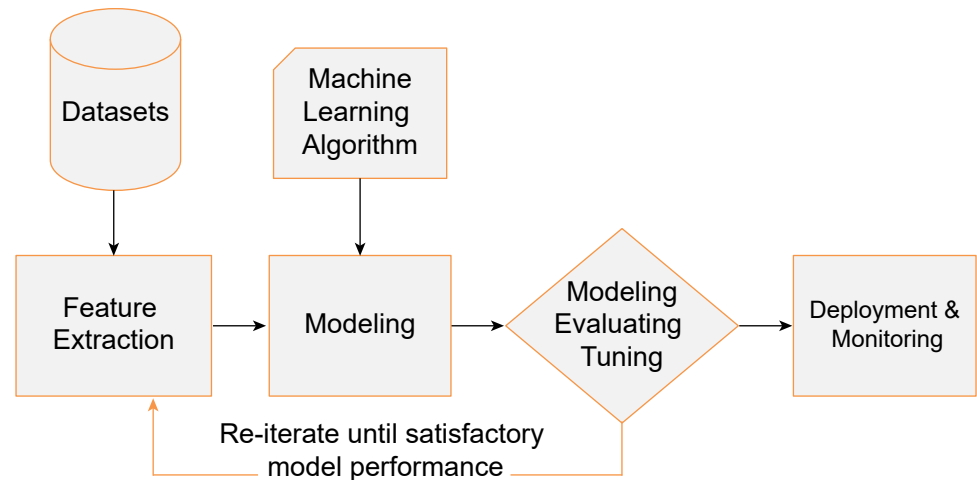 Datasets
Machine
Learning
Algorithm
Feature
Extraction
Modeling
Modeling
Evaluating
Tuning
Deployment &
Monitoring
Re-iterate until satisfactory
model performance